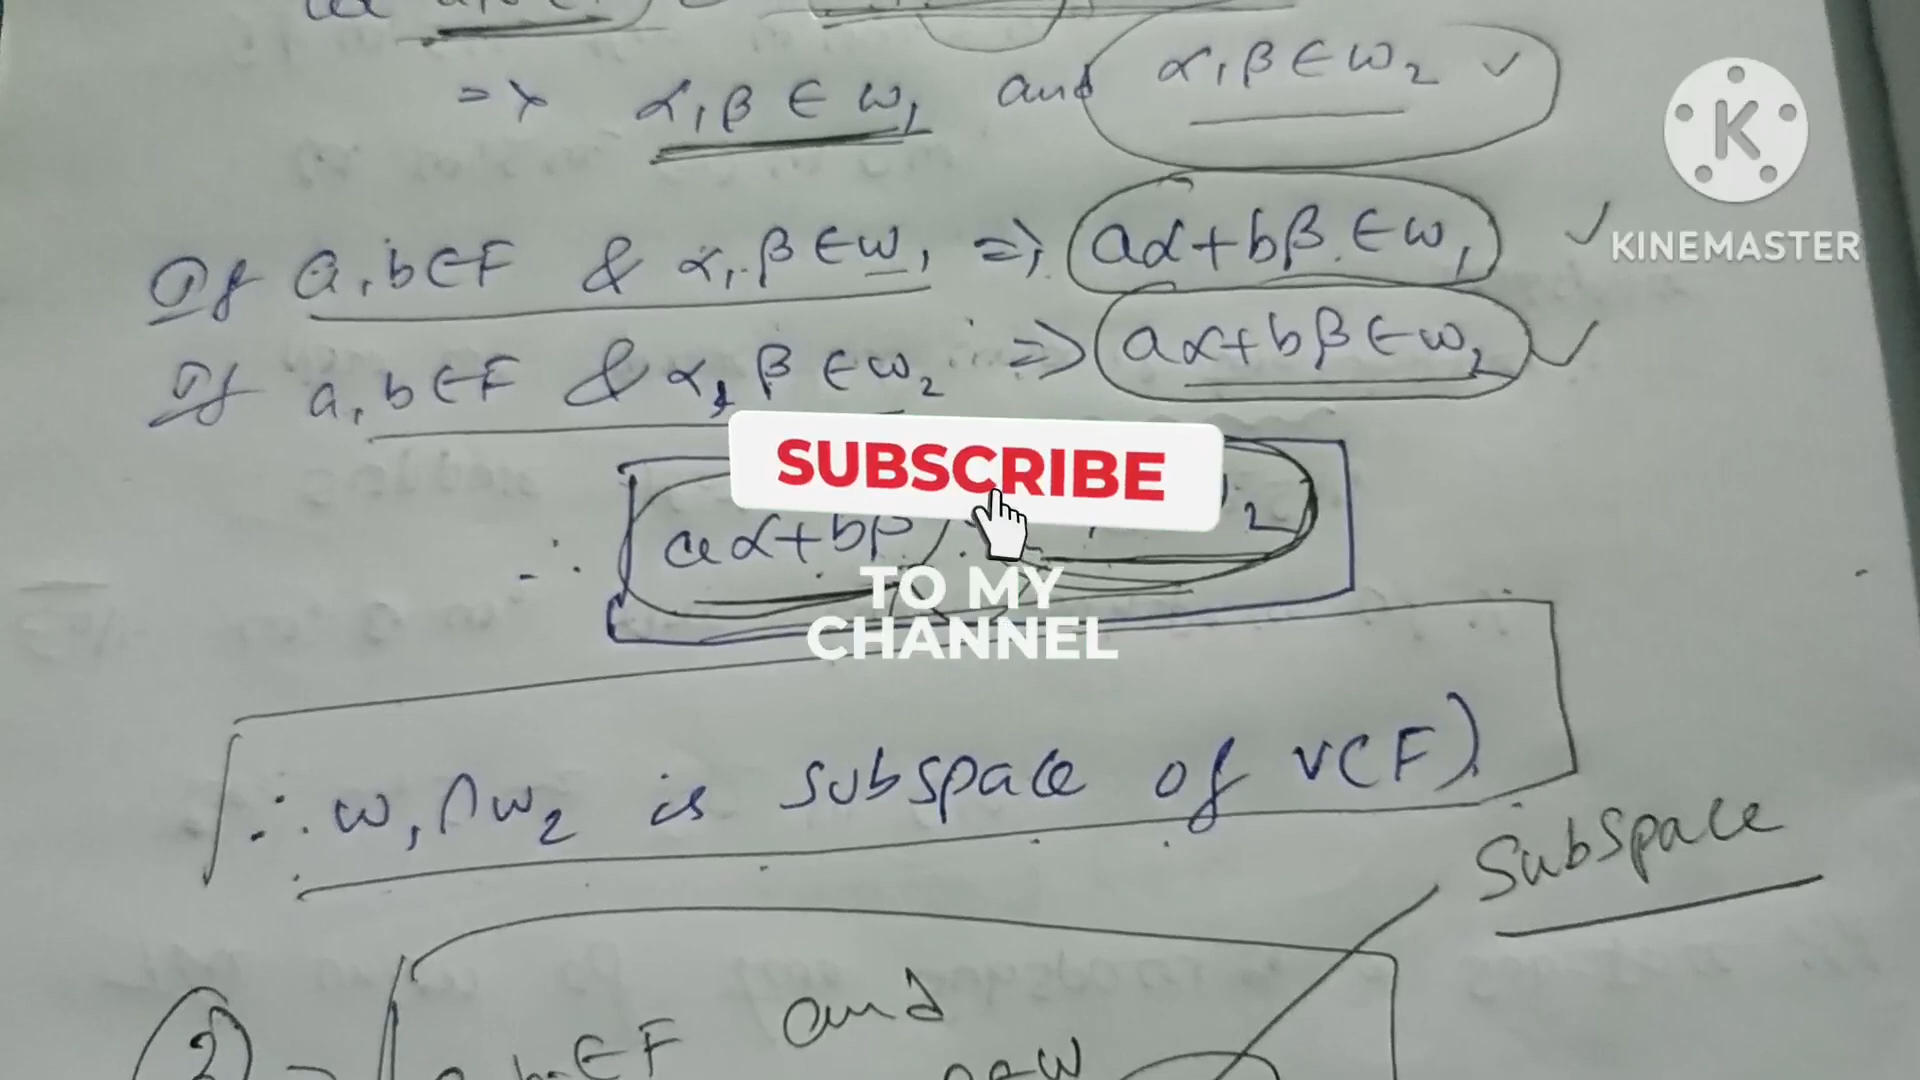 => α, β ∈ W₁ and α, β ∈ W₂ ✓
If a, b ∈ F & α, β ∈ W₁ => aα+bβ ∈ W₁ ✓
If a, b ∈ F & α, β ∈ W₂ => aα+bβ ∈ W₂ ✓
∴ aα+bβ 2
∴ W₁ ∩ W₂ is subspace of V(F)
Subspace
2 - a, b ∈ F and
∈ W
K
KINEMASTER
SUBSCRIBE
TO MY
CHANNEL